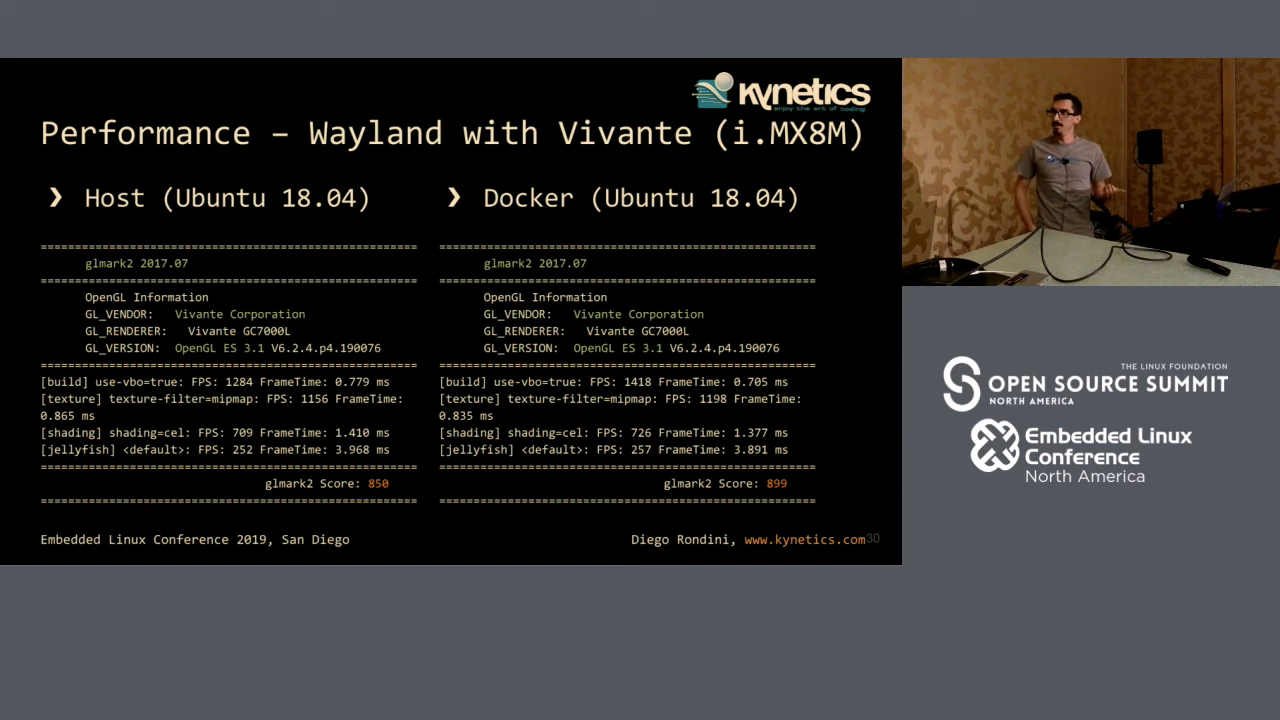 kynetics
enjoy the art of coding
Performance – Wayland with Vivante (i.MX8M)
❯ Host (Ubuntu 18.04)
=======================================================
glmark2 2017.07
=======================================================
OpenGL Information
GL_VENDOR: Vivante Corporation
GL_RENDERER: Vivante GC7000L
GL_VERSION: OpenGL ES 3.1 V6.2.4.p4.190076
=======================================================
[build] use-vbo=true: FPS: 1284 FrameTime: 0.779 ms
[texture] texture-filter=mipmap: FPS: 1156 FrameTime:
0.865 ms
[shading] shading=cel: FPS: 709 FrameTime: 1.410 ms
[jellyfish] <default>: FPS: 252 FrameTime: 3.968 ms
=======================================================
glmark2 Score: 850
=======================================================
❯ Docker (Ubuntu 18.04)
=======================================================
glmark2 2017.07
=======================================================
OpenGL Information
GL_VENDOR: Vivante Corporation
GL_RENDERER: Vivante GC7000L
GL_VERSION: OpenGL ES 3.1 V6.2.4.p4.190076
=======================================================
[build] use-vbo=true: FPS: 1418 FrameTime: 0.705 ms
[texture] texture-filter=mipmap: FPS: 1198 FrameTime:
0.835 ms
[shading] shading=cel: FPS: 726 FrameTime: 1.377 ms
[jellyfish] <default>: FPS: 257 FrameTime: 3.891 ms
=======================================================
glmark2 Score: 899
=======================================================
Embedded Linux Conference 2019, San Diego
Diego Rondini, www.kynetics.com 30
THE LINUX FOUNDATION
OPEN SOURCE SUMMIT
NORTH AMERICA
Embedded Linux
Conference
North America